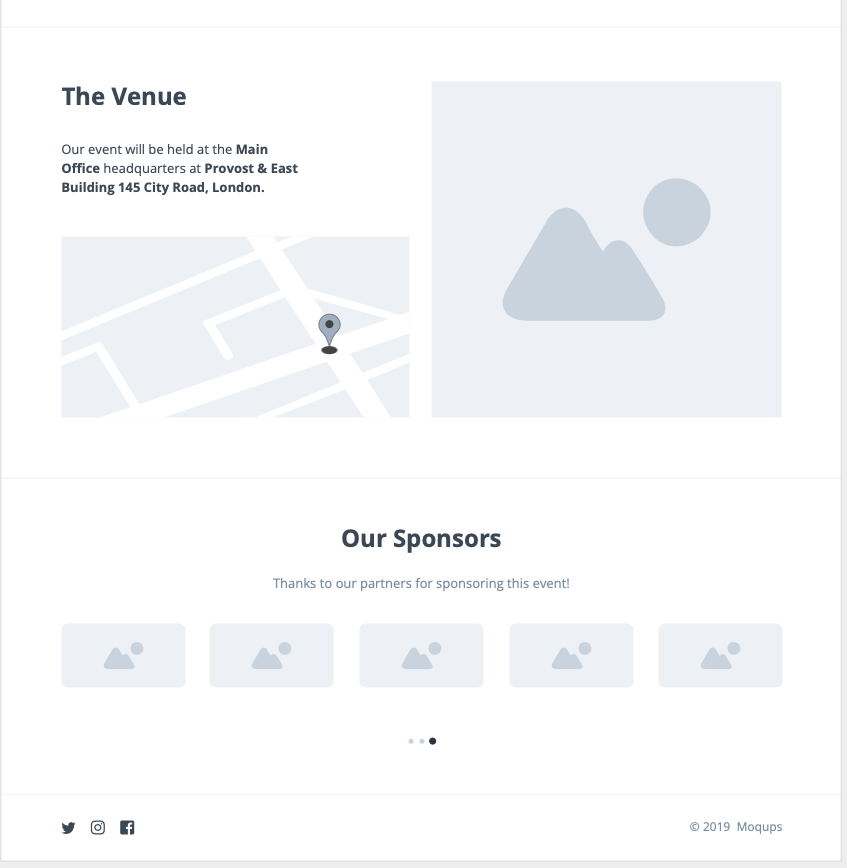 The Venue
Our event will be held at the Main
Office headquarters at Provost & East
Building 145 City Road, London.
Our Sponsors
Thanks to our partners for sponsoring this event!
© 2019 Moqups